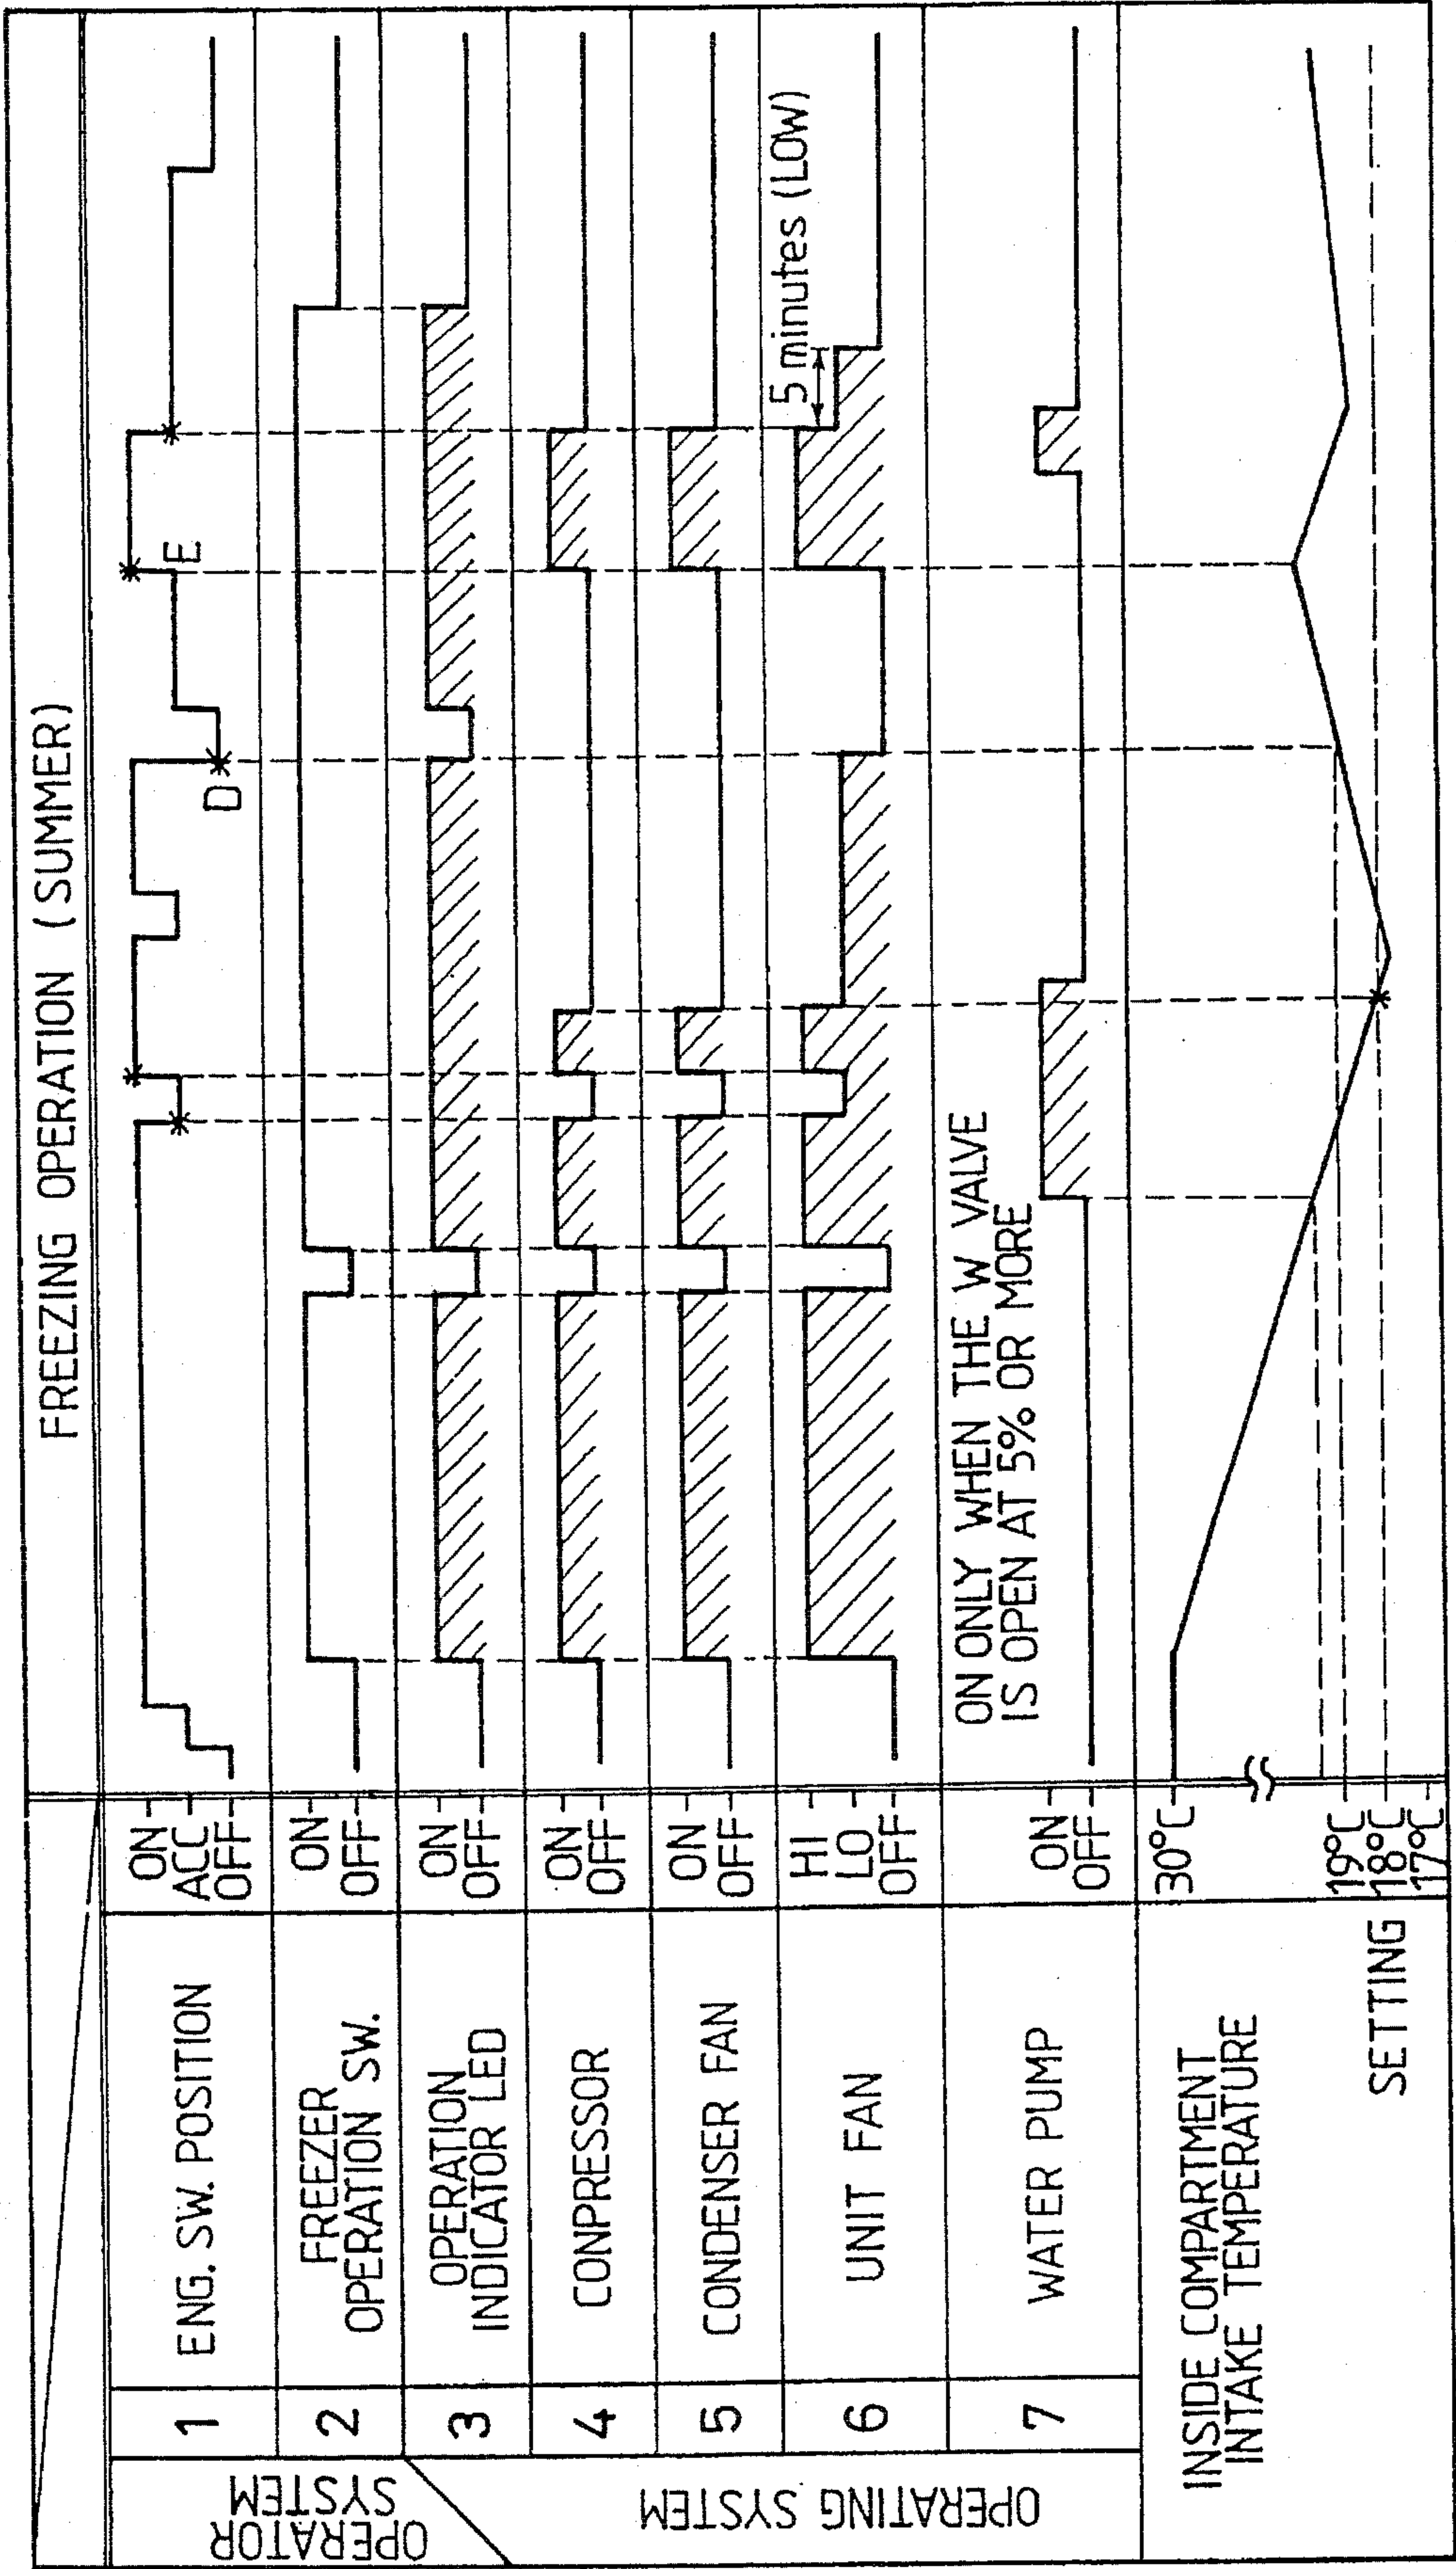 FREEZING OPERATION (SUMMER)
OPERATOR
SYSTEM
1
ENG. SW. POSITION
ON
ACC
OFF
D
E
2
FREEZER
OPERATION SW.
ON
OFF
3
OPERATION
INDICATOR LED
ON
OFF
OPERATING SYSTEM
4
CONPRESSOR
ON
OFF
5
CONDENSER FAN
ON
OFF
6
UNIT FAN
HI
LO
OFF
5 minutes (LOW)
7
WATER PUMP
ON
OFF
ON ONLY WHEN THE W VALVE
IS OPEN AT 5% OR MORE
INSIDE COMPARTMENT
INTAKE TEMPERATURE
30°C
19°C
SETTING 18°C
17°C